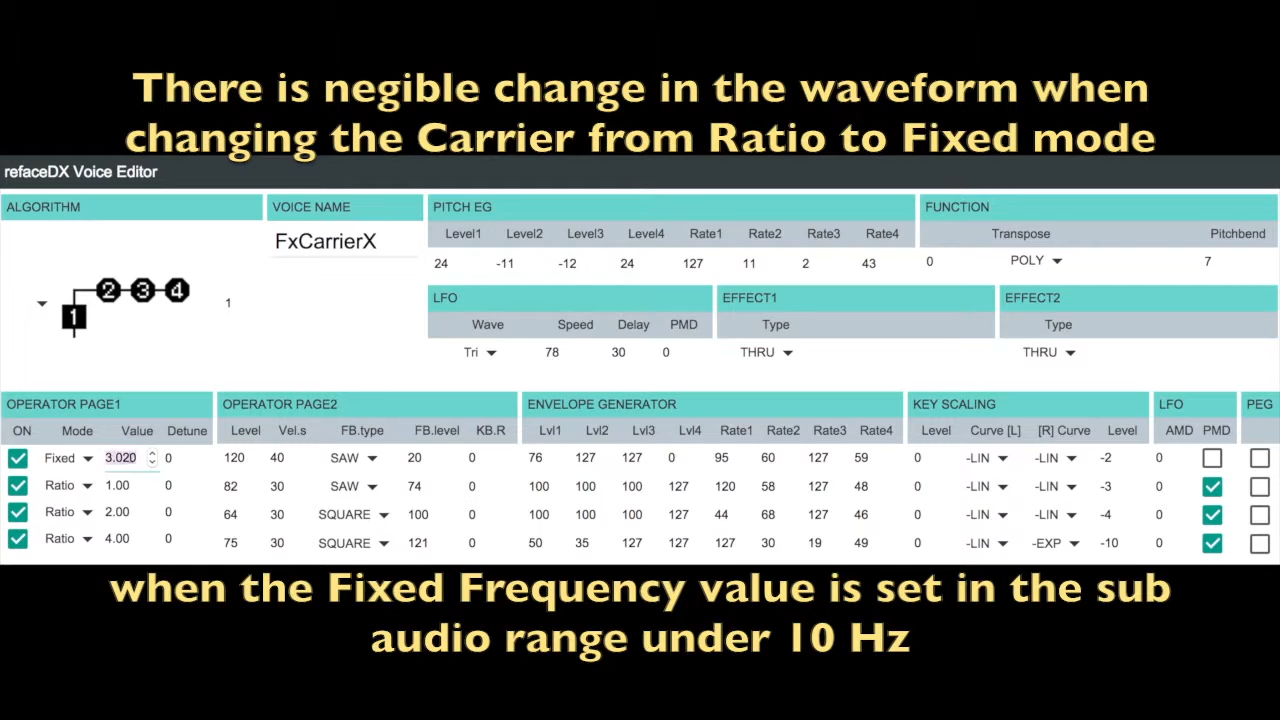 There is negible change in the waveform when
changing the Carrier from Ratio to Fixed mode
refaceDX Voice Editor
ALGORITHM VOICE NAME PITCH EG FUNCTION
FxCarrierX Level1 Level2 Level3 Level4 Rate1 Rate2 Rate3 Rate4 Transpose Pitchbend
24 -11 -12 24 127 11 2 43 0 POLY 7
2 3 4 1 1
LFO EFFECT1 EFFECT2
Wave Speed Delay PMD Type Type
Tri 78 30 0 THRU THRU
OPERATOR PAGE1 OPERATOR PAGE2 ENVELOPE GENERATOR KEY SCALING LFO PEG
ON Mode Value Detune Level Vel.s FB.type FB.level KB.R Lvl1 Lvl2 Lvl3 Lvl4 Rate1 Rate2 Rate3 Rate4 Level Curve [L] [R] Curve Level AMD PMD
Fixed 3.020 0 120 40 SAW 20 0 76 127 127 0 95 60 127 59 0 -LIN -LIN -2 0
Ratio 1.00 0 82 30 SAW 74 0 100 100 100 127 120 58 127 48 0 -LIN -LIN -3 0
Ratio 2.00 0 64 30 SQUARE 100 0 100 100 100 127 44 68 127 46 0 -LIN -LIN -4 0
Ratio 4.00 0 75 30 SQUARE 121 0 50 35 127 127 127 30 19 49 0 -LIN -EXP -10 0
when the Fixed Frequency value is set in the sub
audio range under 10 Hz